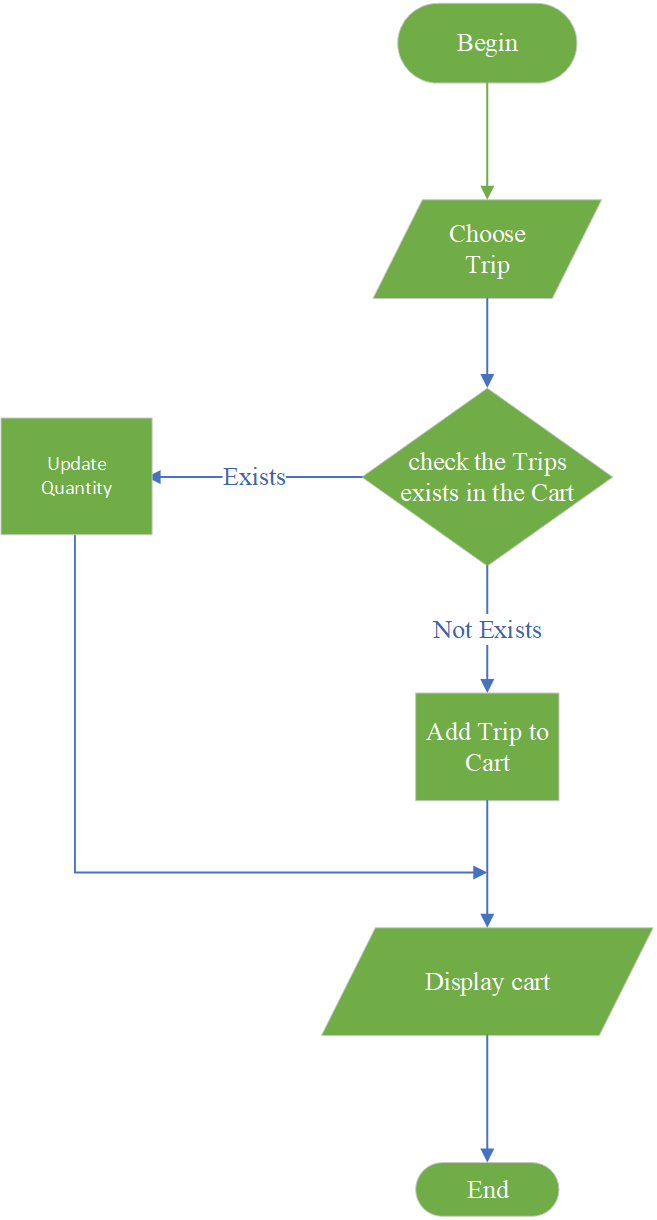 Begin
Choose
Trip
check the Trips
exists in the Cart
Exists
Update
Quantity
Not Exists
Add Trip to
Cart
Display cart
End